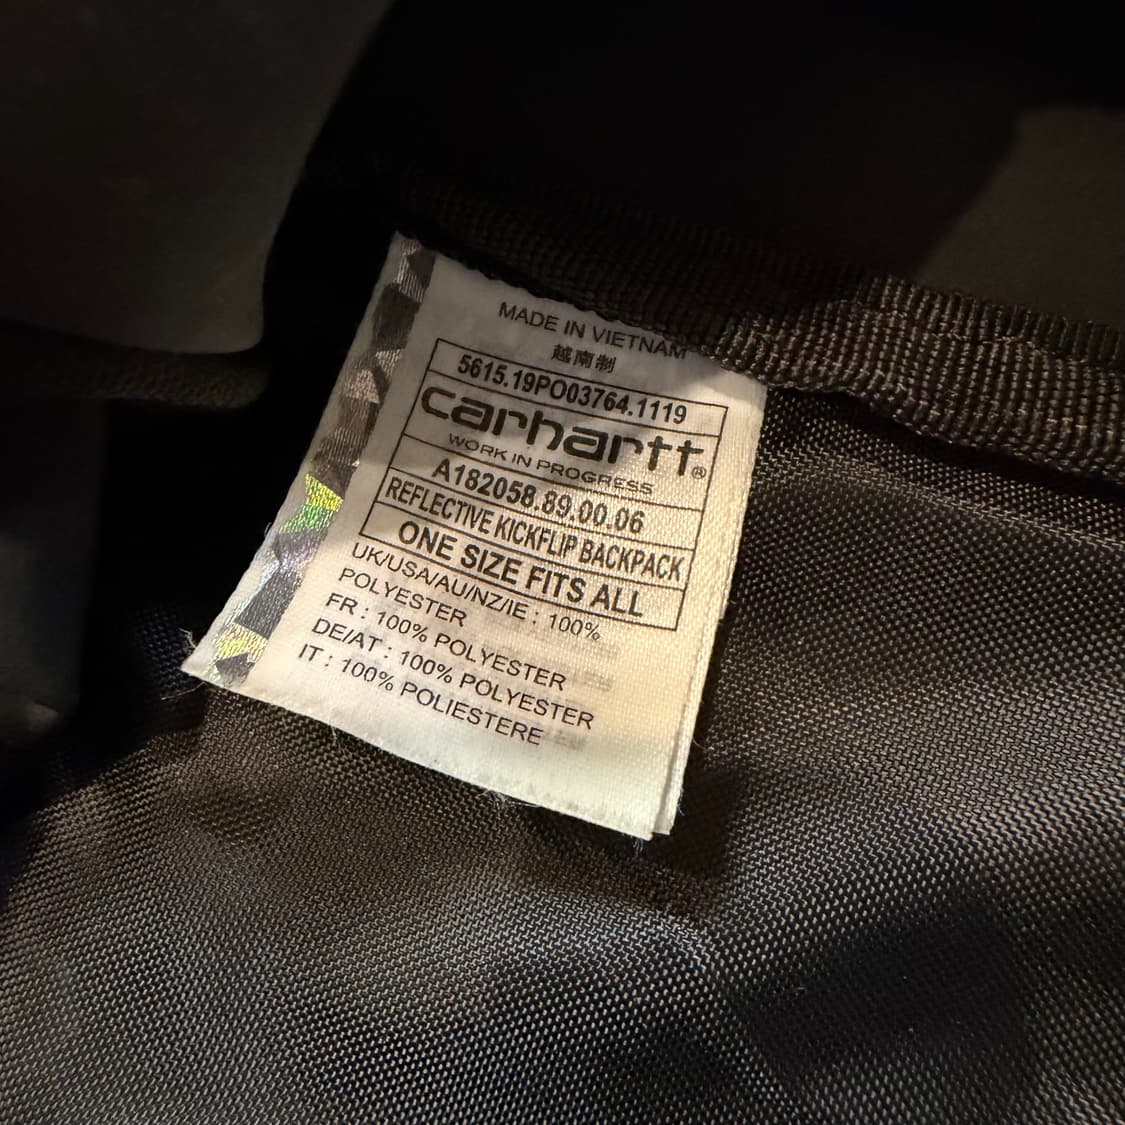 MADE IN VIETNAM
越南制
5615.19PO03764.1119
carhartt®
WORK IN PROGRESS
A182058.89.00.06
REFLECTIVE KICKFLIP BACKPACK
ONE SIZE FITS ALL
UK/USA/AU/NZ/IE : 100%
POLYESTER
FR : 100% POLYESTER
DE/AT : 100% POLYESTER
IT : 100% POLIESTERE